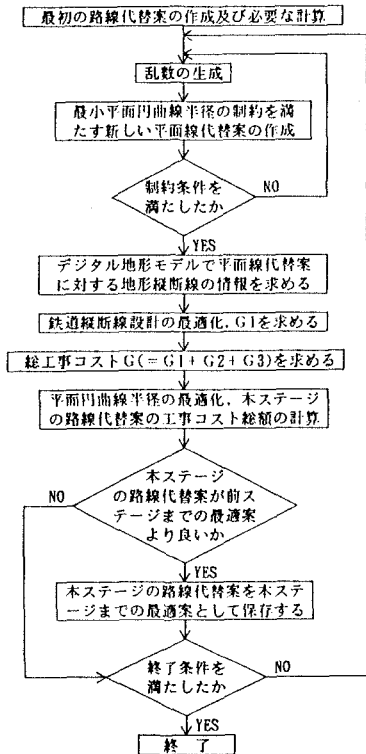 最初の路線代替案の作成及び必要な計算
乱数の生成
最小平面円曲線半径の制約を満
たす新しい平面線代替案の作成
制約条件を
満たしたか
NO
YES
デジタル地形モデルで平面線代替案
に対する地形縦断線の情報を求める
鉄道縦断線設計の最適化,G1を求める
総工事コストG(=G1+G2+G3)を求める
平面円曲線半径の最適化,本ステージ
の路線代替案の工事コスト総額の計算
本ステージ
の路線代替案が前ス
テージまでの最適案
より良いか
NO
YES
本ステージの路線代替案を本ステ
ージまでの最適案として保存する
終了条件を
満たしたか
NO
YES
終 了